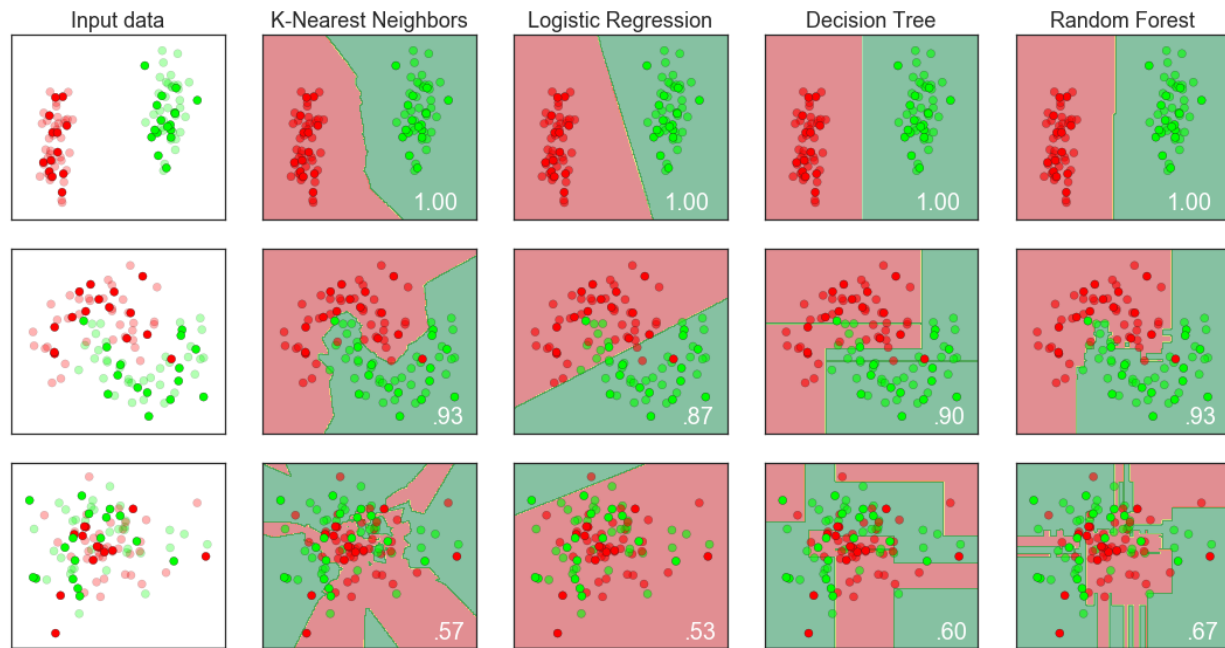 Input data K-Nearest Neighbors Logistic Regression Decision Tree Random Forest
1.00 1.00 1.00 1.00
.93 .87 .90 .93
.57 .53 .60 .67